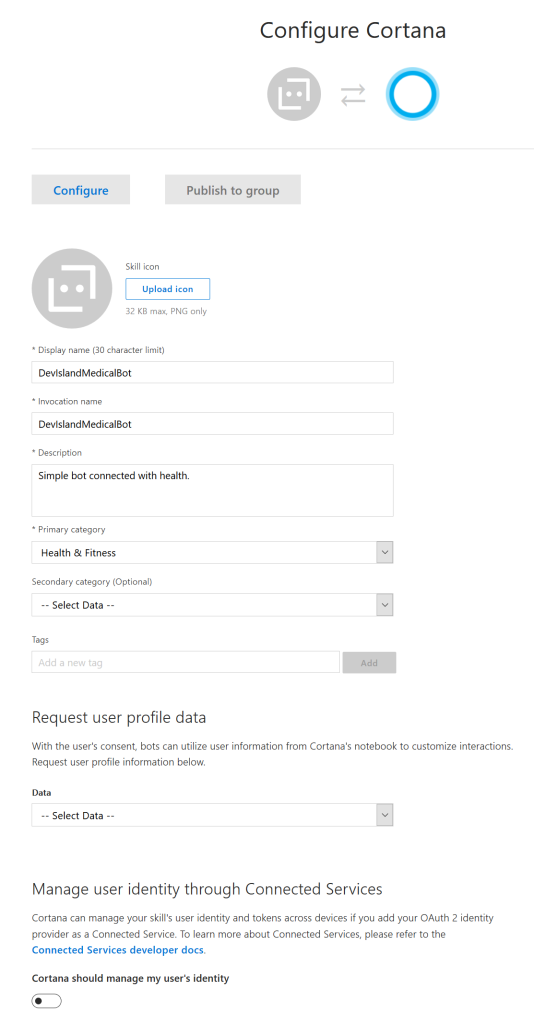 Configure Cortana
Configure
Publish to group
Skill icon
Upload icon
32 KB max, PNG only
* Display name (30 character limit)
DevIslandMedicalBot
* Invocation name
DevIslandMedicalBot
* Description
Simple bot connected with health.
* Primary category
Health & Fitness
Secondary category (Optional)
-- Select Data --
Tags
Add a new tag
Add
Request user profile data
With the user's consent, bots can utilize user information from Cortana's notebook to customize interactions.
Request user profile information below.
Data
-- Select Data --
Manage user identity through Connected Services
Cortana can manage your skill's user identity and tokens across devices if you add your OAuth 2 identity
provider as a Connected Service. To learn more about Connected Services, please refer to the
Connected Services developer docs.
Cortana should manage my user's identity